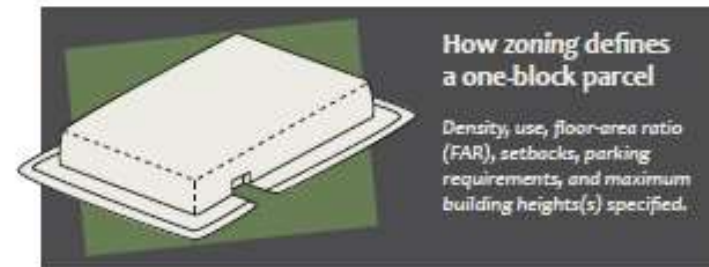 How zoning defines
a one-block parcel
Density, use, floor-area ratio
(FAR), setbacks, parking
requirements, and maximum
building heights(s) specified.